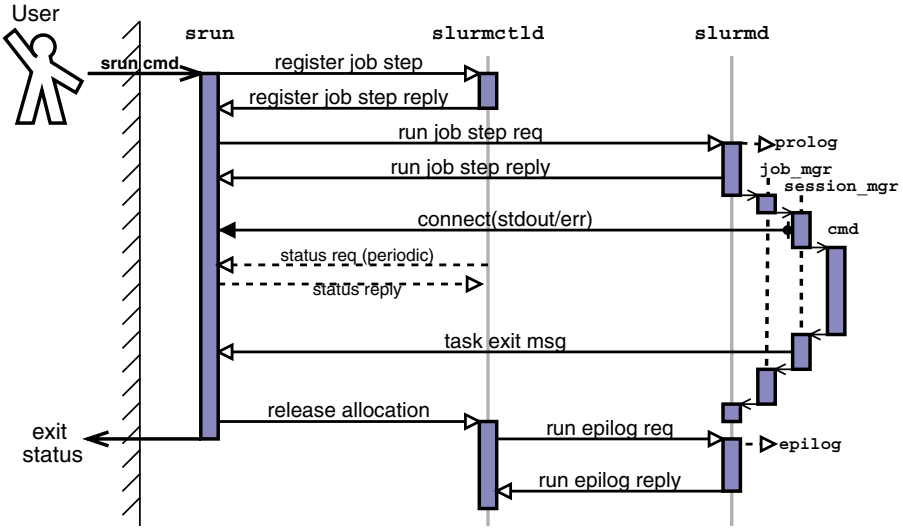 User
srun
slurmctld
slurmd
srun cmd
register job step
register job step reply
run job step req
prolog
run job step reply
job_mgr
session_mgr
connect(stdout/err)
cmd
status req (periodic)
status reply
task exit msg
release allocation
exit
status
run epilog req
epilog
run epilog reply